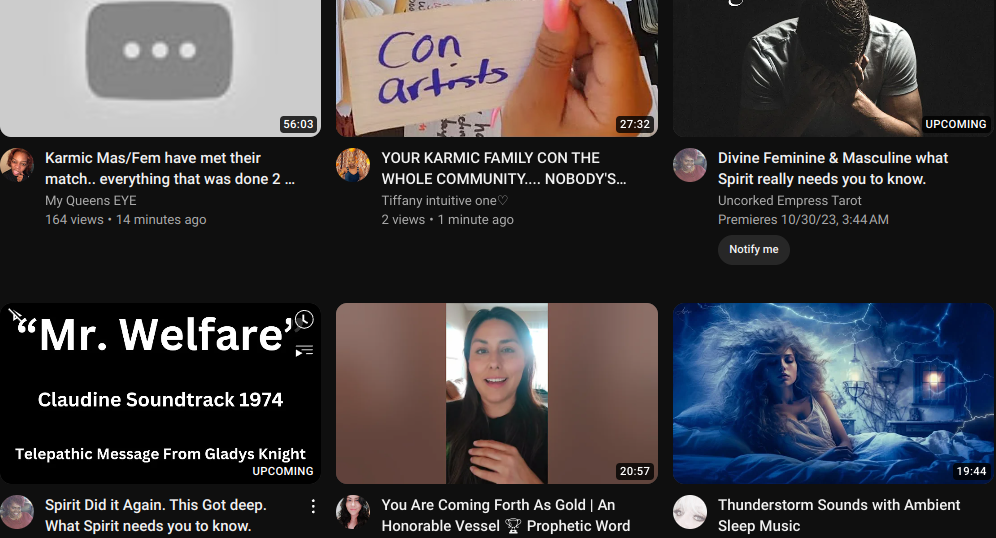 Con
artists
56:03
27:32
UPCOMING
Karmic Mas/Fem have met their
match.. everything that was done 2 ...
My Queens EYE
164 views • 14 minutes ago
YOUR KARMIC FAMILY CON THE
WHOLE COMMUNITY.... NOBODY'S...
Tiffany intuitive one♡
2 views • 1 minute ago
Divine Feminine & Masculine what
Spirit really needs you to know.
Uncorked Empress Tarot
Premieres 10/30/23, 3:44 AM
Notify me
“Mr. Welfare”
Claudine Soundtrack 1974
Telepathic Message From Gladys Knight
UPCOMING
20:57
19:44
Spirit Did it Again. This Got deep.
What Spirit needs you to know.
You Are Coming Forth As Gold | An
Honorable Vessel 🏆 Prophetic Word
Thunderstorm Sounds with Ambient
Sleep Music